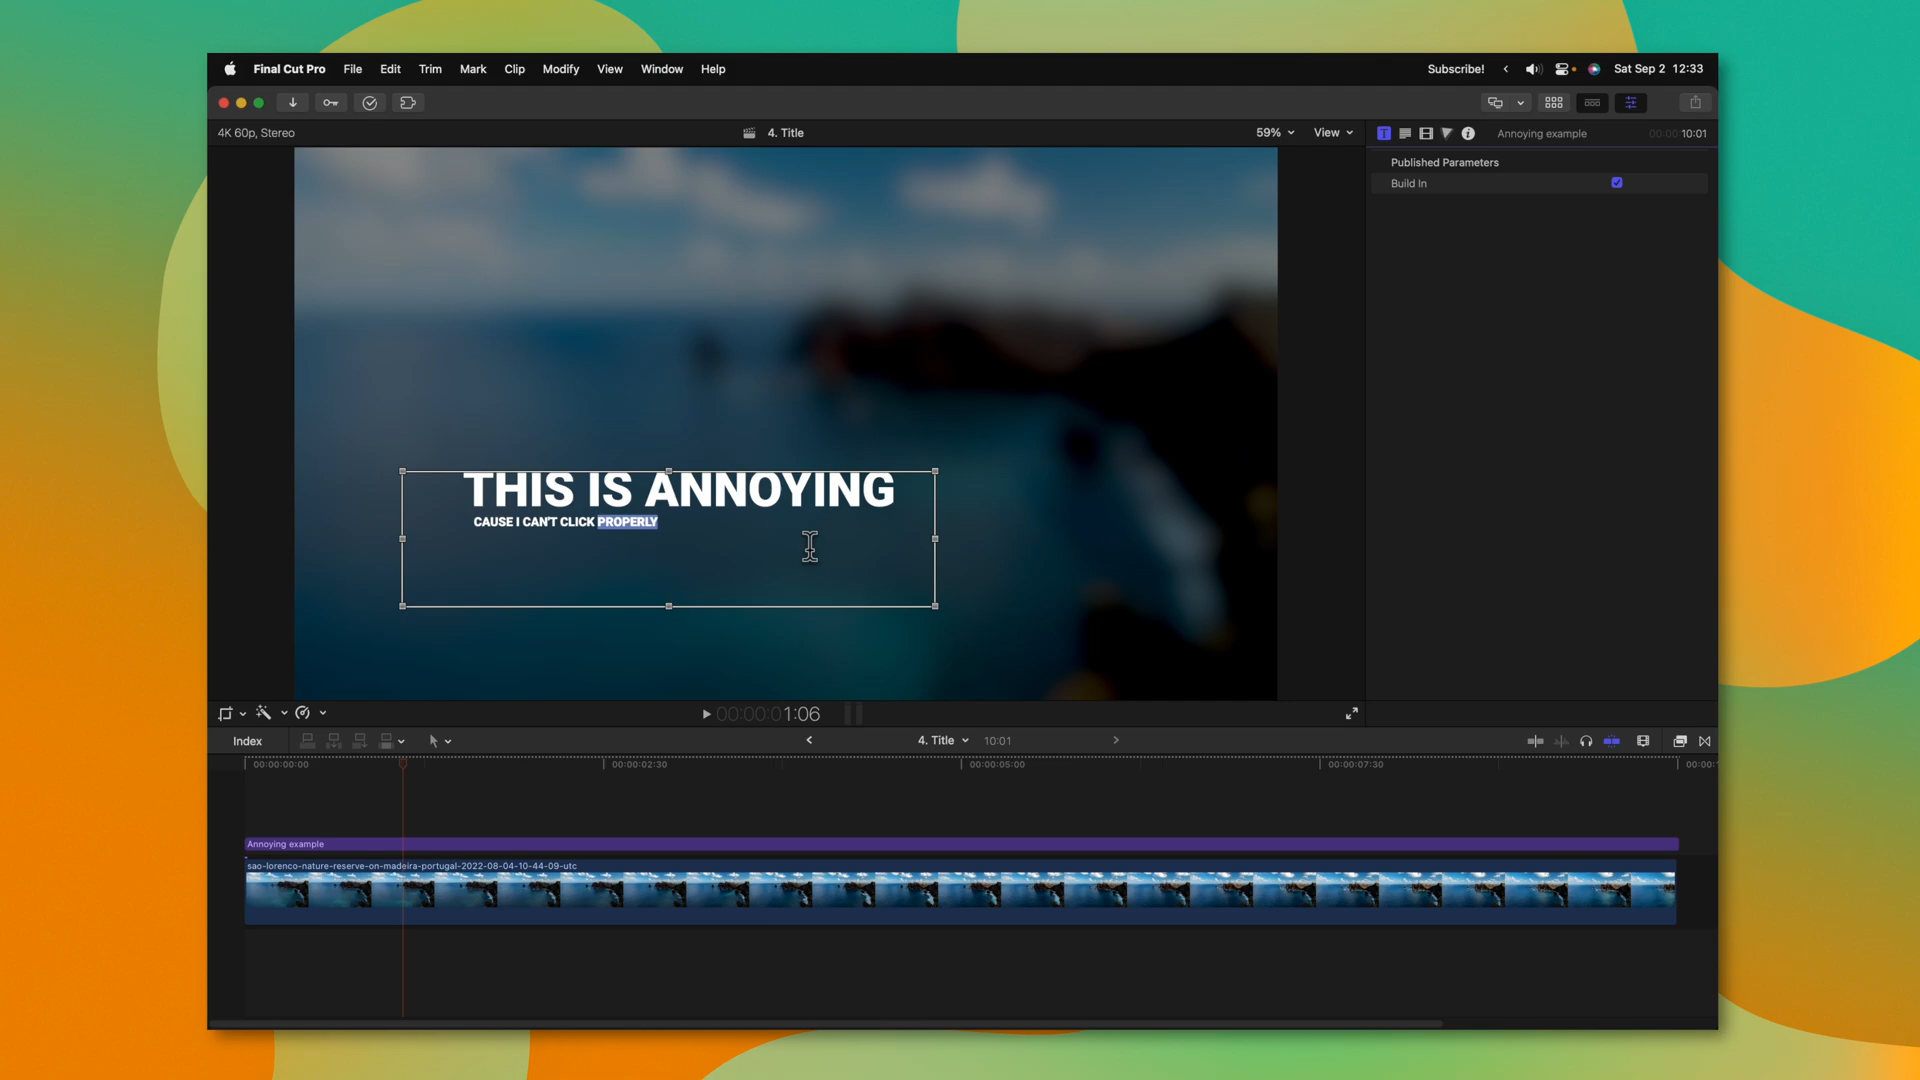 Final Cut Pro File Edit Trim Mark Clip Modify View Window Help Subscribe! Sat Sep 2 12:33
4K 60p, Stereo 4. Title 59% View Annoying example 00:00:10:01
Published Parameters
Build In
THIS IS ANNOYING
CAUSE I CAN'T CLICK PROPERLY
00:00:01:06
Index 4. Title 10:01
00:00:00:00 00:00:02:30 00:00:05:00 00:00:07:30 00:00:
Annoying example
sao-lorenco-nature-reserve-on-madeira-portugal-2022-08-04-10-44-09-utc